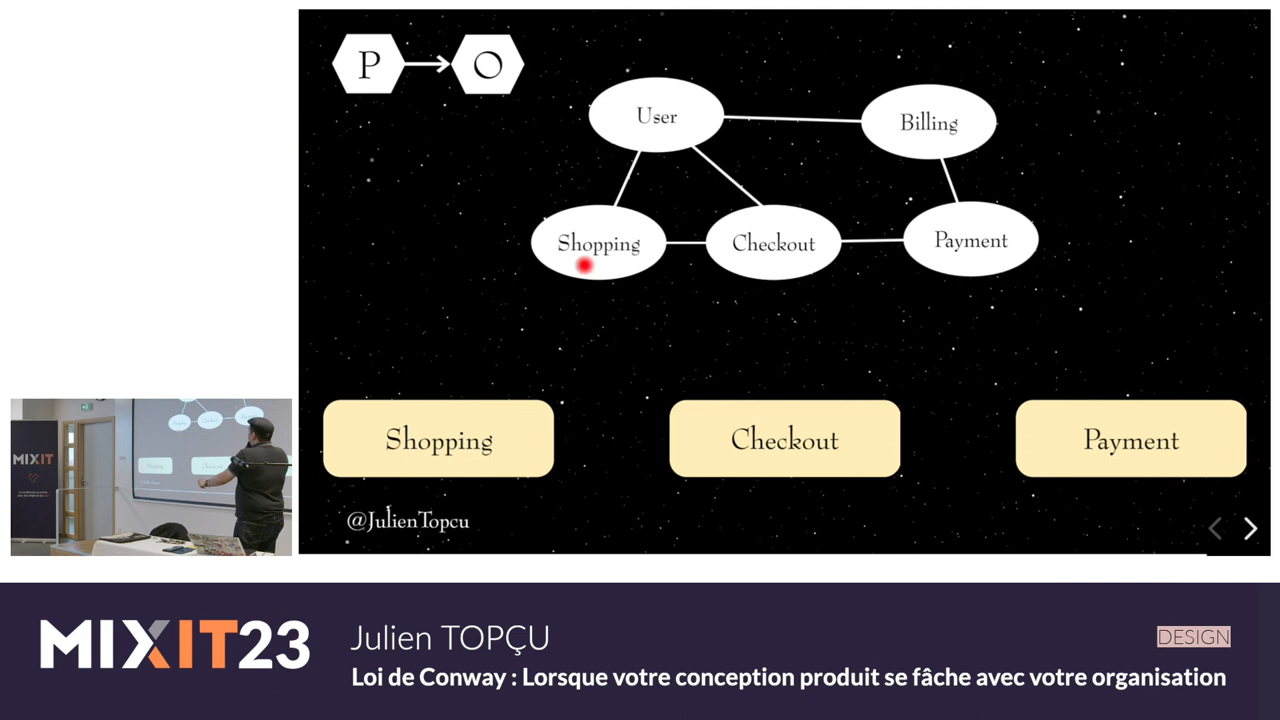 P
O
User
Billing
Shopping
Checkout
Payment
Shopping
Checkout
Payment
@JulienTopcu
MIXIT
MIXIT23
Julien TOPÇU
DESIGN
Loi de Conway : Lorsque votre conception produit se fâche avec votre organisation